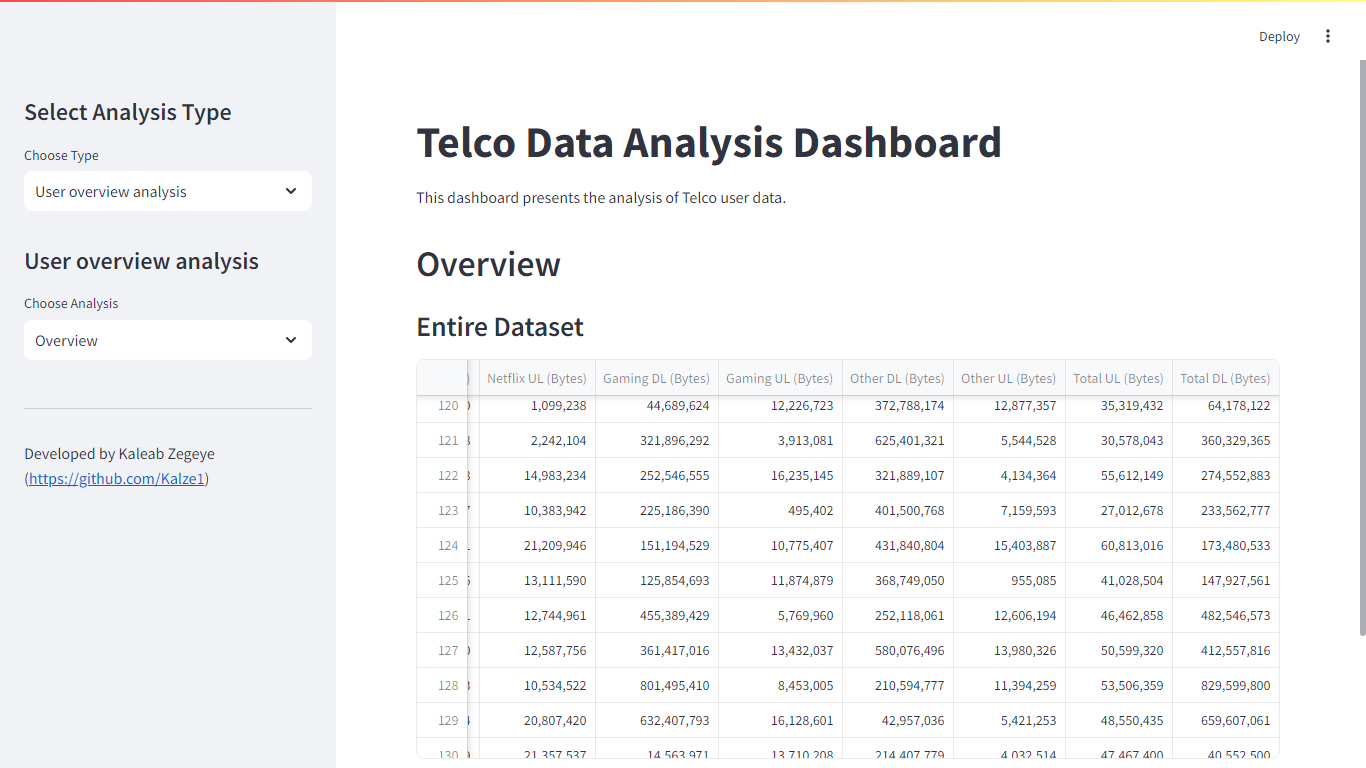 Deploy
Select Analysis Type
Choose Type
User overview analysis
User overview analysis
Choose Analysis
Overview
Developed by Kaleab Zegeye
(https://github.com/Kalze1)
Telco Data Analysis Dashboard
This dashboard presents the analysis of Telco user data.
Overview
Entire Dataset
) Netflix UL (Bytes) Gaming DL (Bytes) Gaming UL (Bytes) Other DL (Bytes) Other UL (Bytes) Total UL (Bytes) Total DL (Bytes)
120 1,099,238 44,689,624 12,226,723 372,788,174 12,877,357 35,319,432 64,178,122
121 2,242,104 321,896,292 3,913,081 625,401,321 5,544,528 30,578,043 360,329,365
122 14,983,234 252,546,555 16,235,145 321,889,107 4,134,364 55,612,149 274,552,883
123 10,383,942 225,186,390 495,402 401,500,768 7,159,593 27,012,678 233,562,777
124 21,209,946 151,194,529 10,775,407 431,840,804 15,403,887 60,813,016 173,480,533
125 13,111,590 125,854,693 11,874,879 368,749,050 955,085 41,028,504 147,927,561
126 12,744,961 455,389,429 5,769,960 252,118,061 12,606,194 46,462,858 482,546,573
127 12,587,756 361,417,016 13,432,037 580,076,496 13,980,326 50,599,320 412,557,816
128 10,534,522 801,495,410 8,453,005 210,594,777 11,394,259 53,506,359 829,599,800
129 20,807,420 632,407,793 16,128,601 42,957,036 5,421,253 48,550,435 659,607,061
130 21,357,537 14,563,971 13,710,208 214,407,779 4,032,514 47,467,400 40,552,500